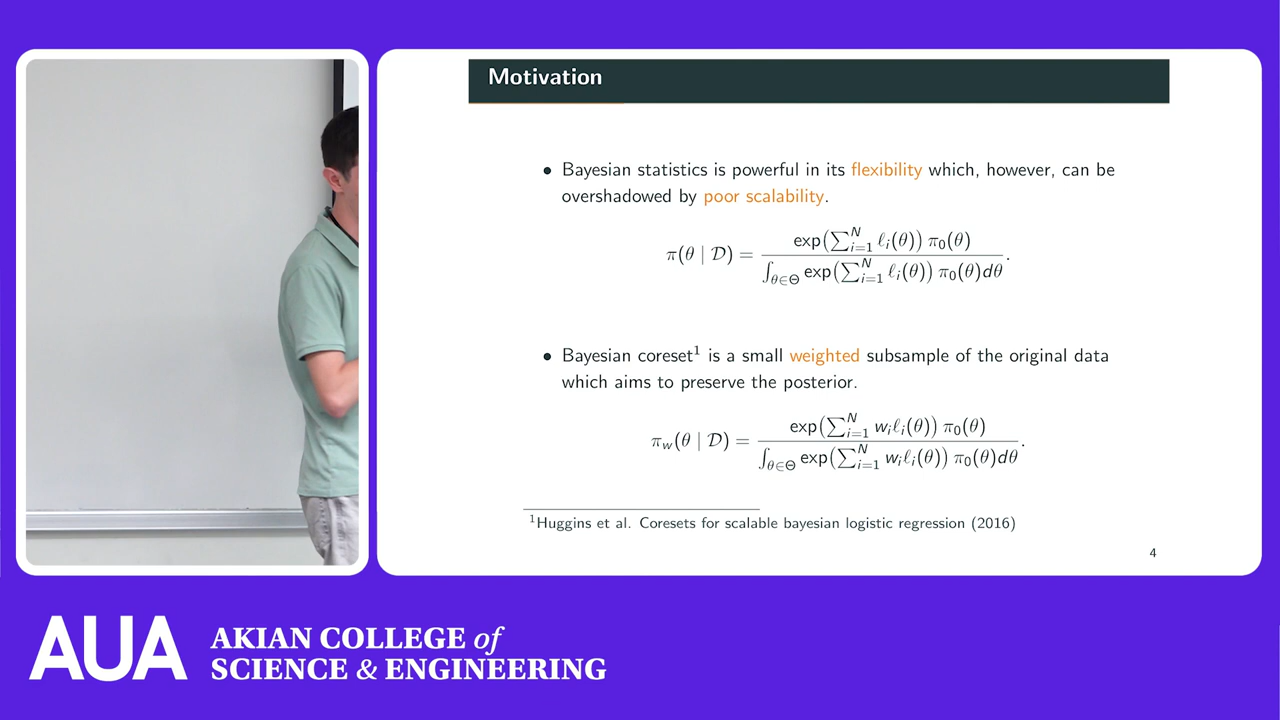 Motivation
• Bayesian statistics is powerful in its flexibility which, however, can be
overshadowed by poor scalability.
π(θ | 𝒟) = exp(∑_{i=1}^{N} ℓ_i(θ)) π_0(θ) / ∫_{θ∈Θ} exp(∑_{i=1}^{N} ℓ_i(θ)) π_0(θ)dθ .
• Bayesian coreset¹ is a small weighted subsample of the original data
which aims to preserve the posterior.
π_w(θ | 𝒟) = exp(∑_{i=1}^{N} w_iℓ_i(θ)) π_0(θ) / ∫_{θ∈Θ} exp(∑_{i=1}^{N} w_iℓ_i(θ)) π_0(θ)dθ .
¹Huggins et al. Coresets for scalable bayesian logistic regression (2016)
4
AUA
AKIAN COLLEGE of
SCIENCE & ENGINEERING